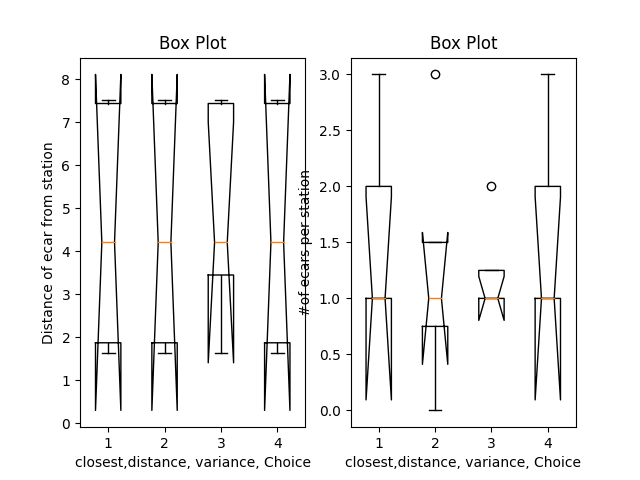 Box Plot
Distance of ecar from station
8
7
6
5
4
3
2
1
0
1 2 3 4
closest,distance, variance, Choice
Box Plot
#of ecars per station
3.0
2.5
2.0
1.5
1.0
0.5
0.0
1 2 3 4
closest,distance, variance, Choice